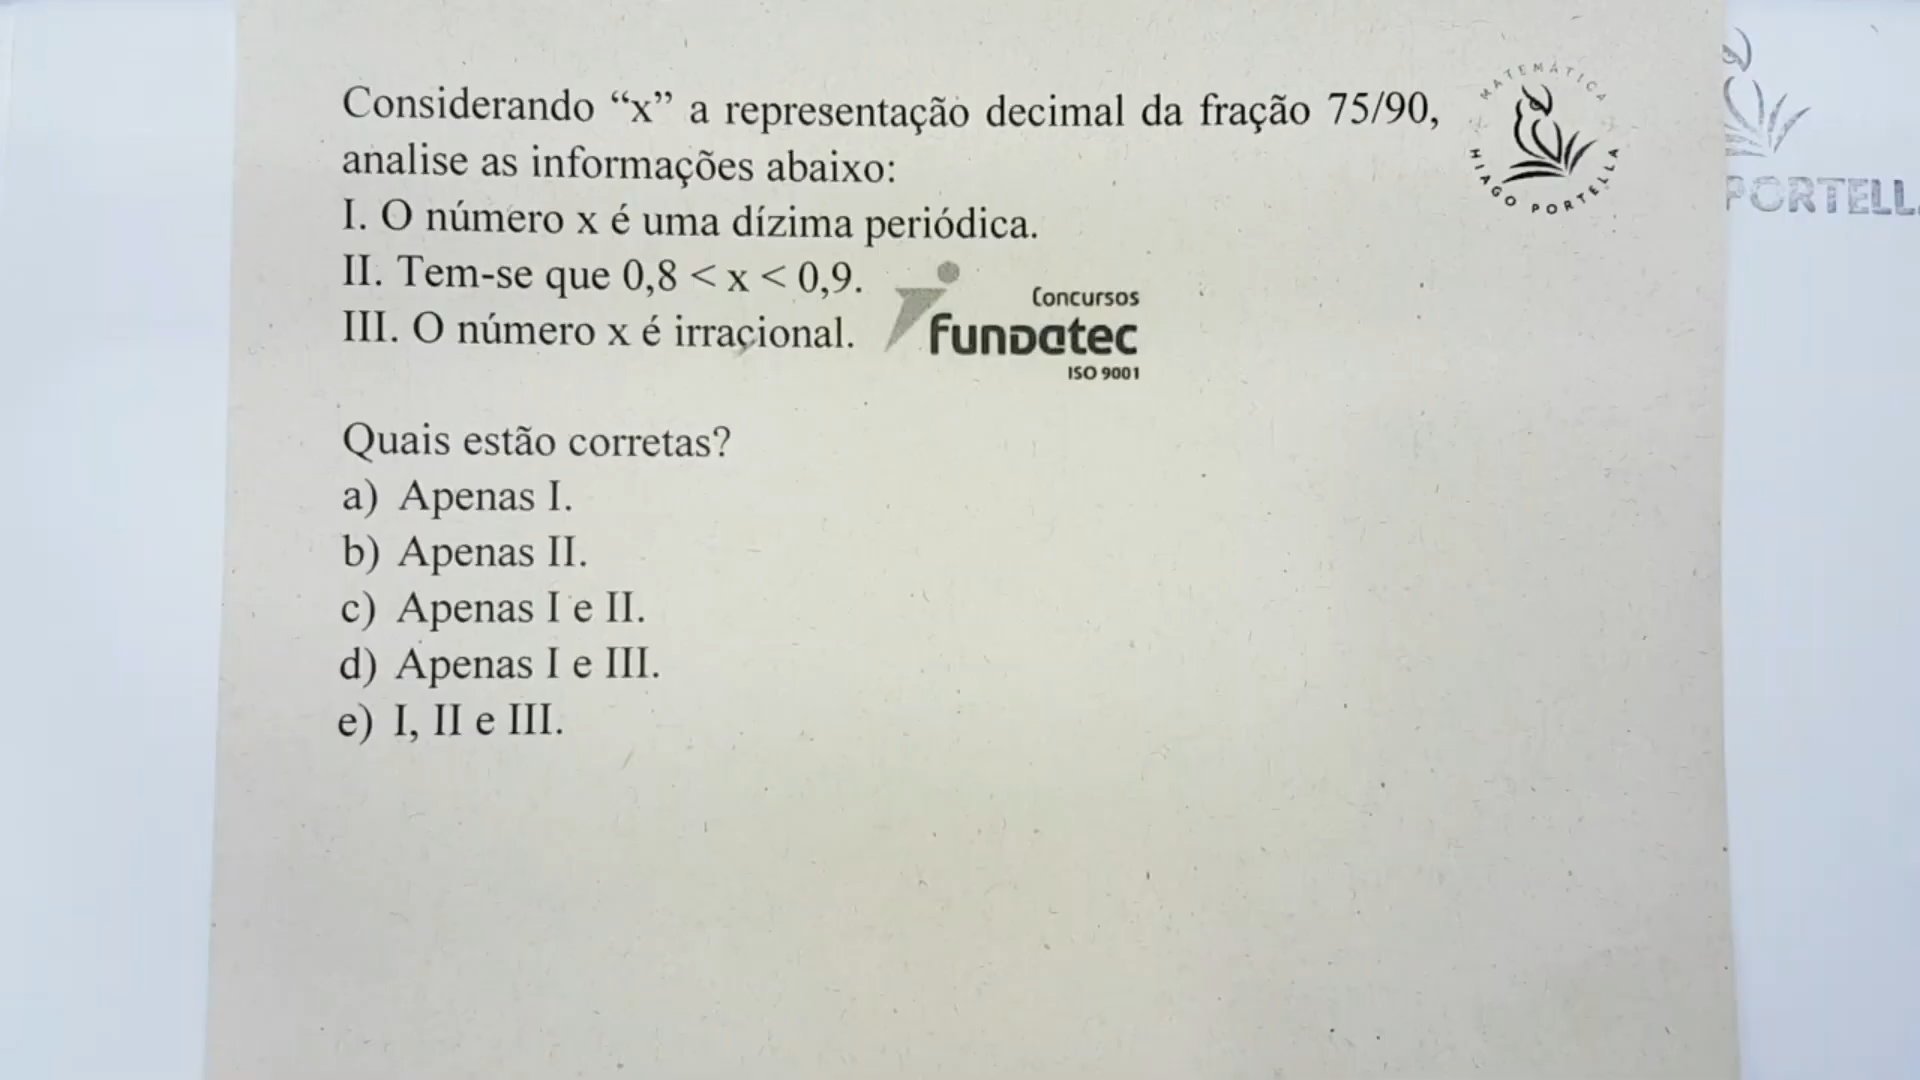 Considerando “x” a representação decimal da fração 75/90,
analise as informações abaixo:
I. O número x é uma dízima periódica.
II. Tem-se que 0,8 < x < 0,9.
III. O número x é irracional.
Concursos
Fundatec
ISO 9001
MATEMÁTICA
HIAGO PORTELLA
PORTELL
Quais estão corretas?
a) Apenas I.
b) Apenas II.
c) Apenas I e II.
d) Apenas I e III.
e) I, II e III.